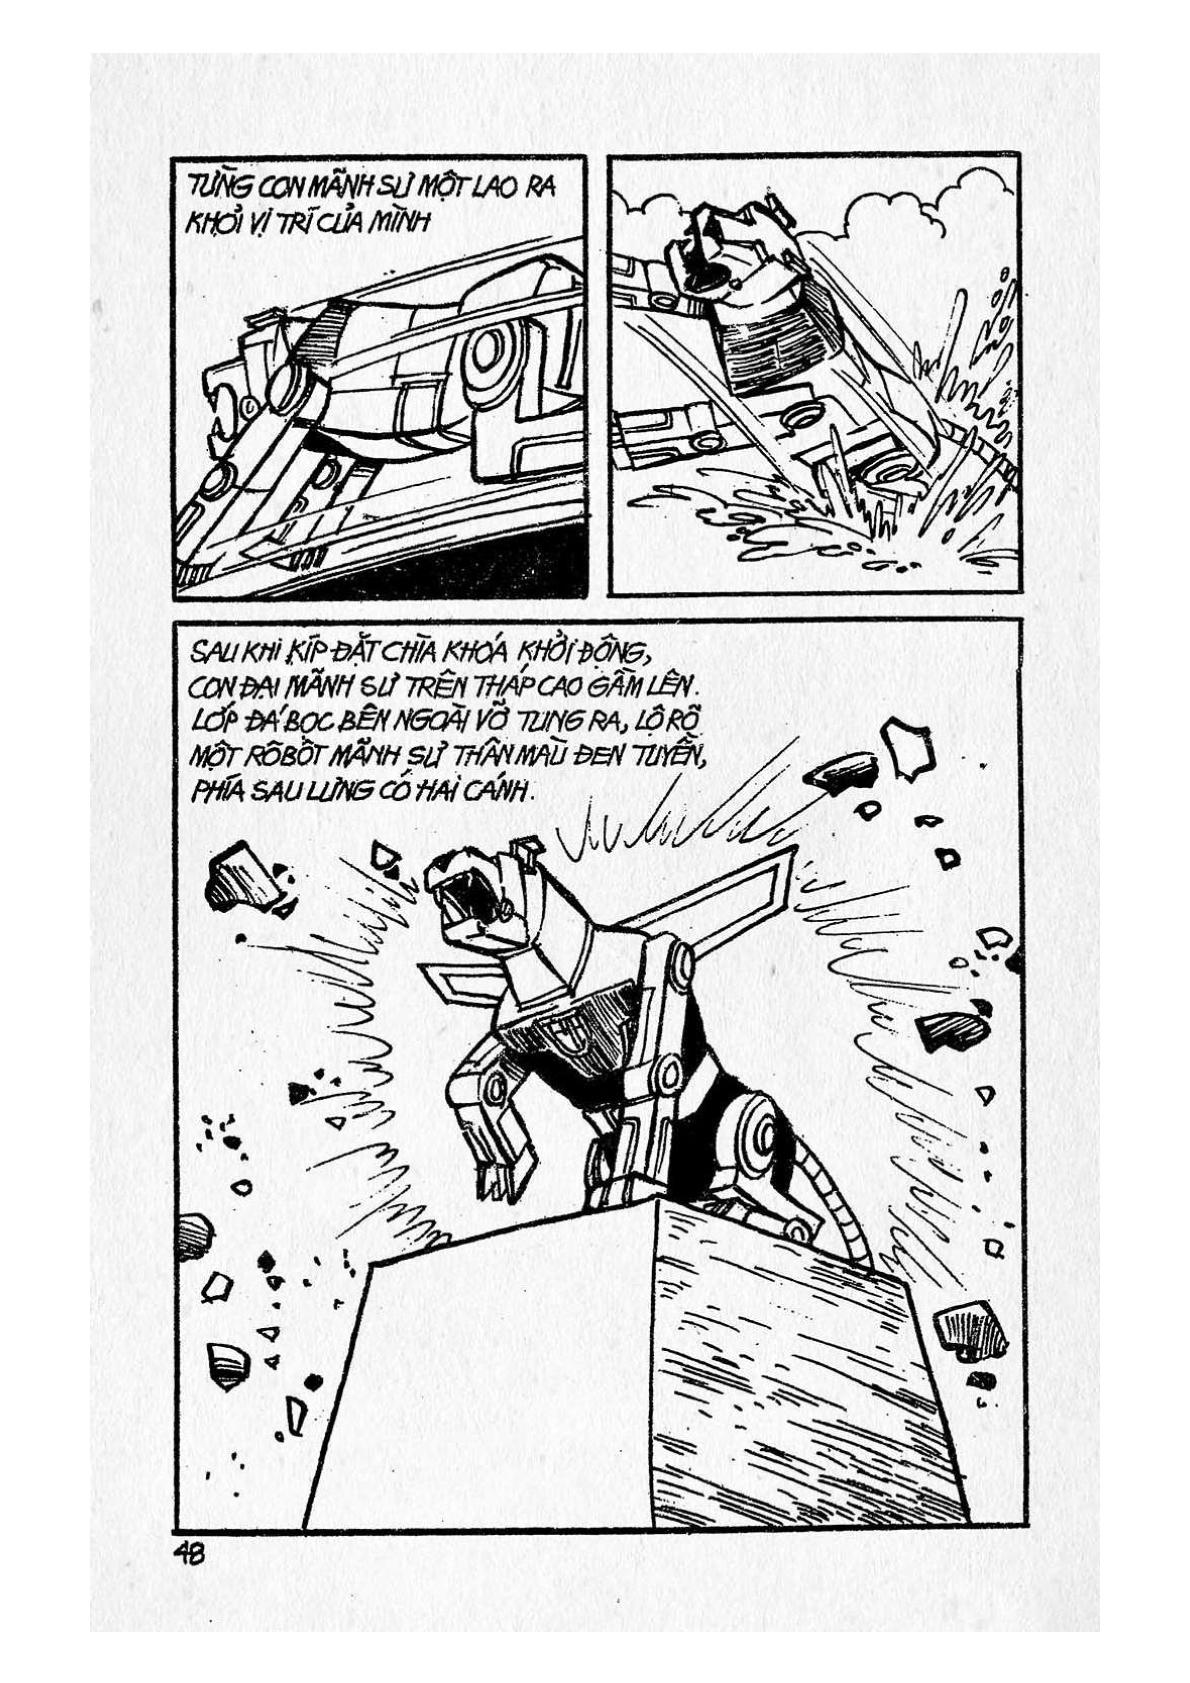 TỪNG CON MÃNH SƯ MỘT LAO RA
KHỎI VỊ TRĨ CỦA MÌNH
SAU KHI KÍP ĐẶT CHÌA KHOÁ KHỞI ĐỘNG,
CON ĐẠI MÃNH SƯ TRÊN THÁP CAO GẦM LÊN.
LỚP ĐÁ BỌC BÊN NGOÀI VỠ TUNG RA, LỘ RÕ
MỘT RÔBỐT MÃNH SƯ THÂN MAÙ ĐEN TUYỀN,
PHÍA SAU LƯNG CÓ HAI CÁNH.
48